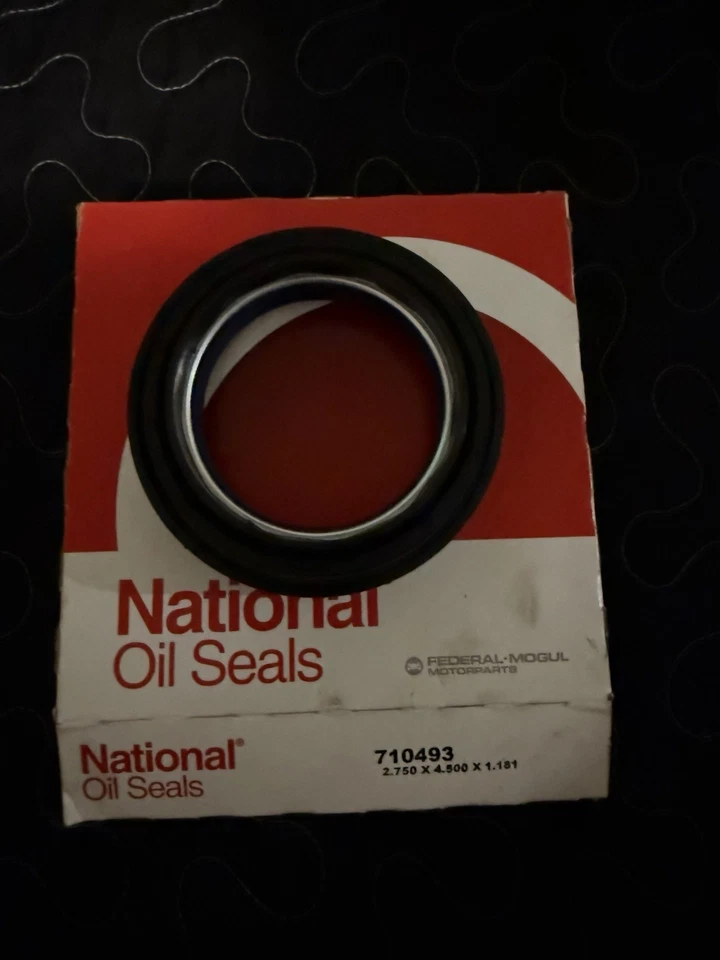 National
Oil Seals
FEDERAL-MOGUL
MOTORPARTS
National®
Oil Seals
710493
2.750 X 4.500 X 1.181